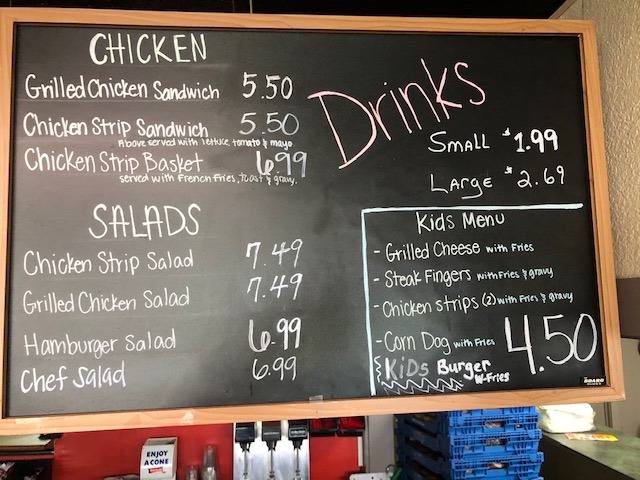 CHICKEN
Grilled Chicken Sandwich 5.50
Chicken Strip Sandwich 5.50
Above served with lettuce, tomato & mayo.
Chicken Strip Basket 6.99
served with French Fries, toast & gravy.
SALADS
Chicken Strip Salad 7.49
Grilled Chicken Salad 7.49
Hamburger Salad 6.99
Chef Salad 6.99
Drinks
SMALL $1.99
LARGE $2.69
Kids Menu
- Grilled Cheese with Fries
- Steak Fingers with Fries & gravy
- Chicken strips (2) with Fries & gravy
- Corn Dog with Fries
KiDS Burger
W-Fries
4.50
BOARD
ENJOY
A CONE